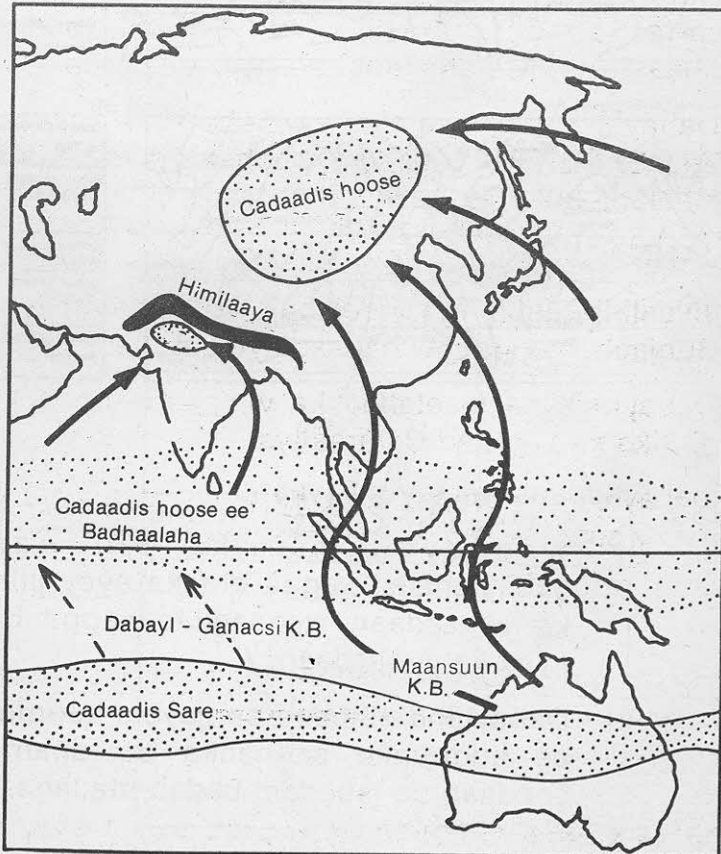 Cadaadis hoose
Himilaaya
Cadaadis hoose ee
Badhaalaha
Dabayl - Ganacsi K.B.
Maansuun
K.B.
Cadaadis Sare